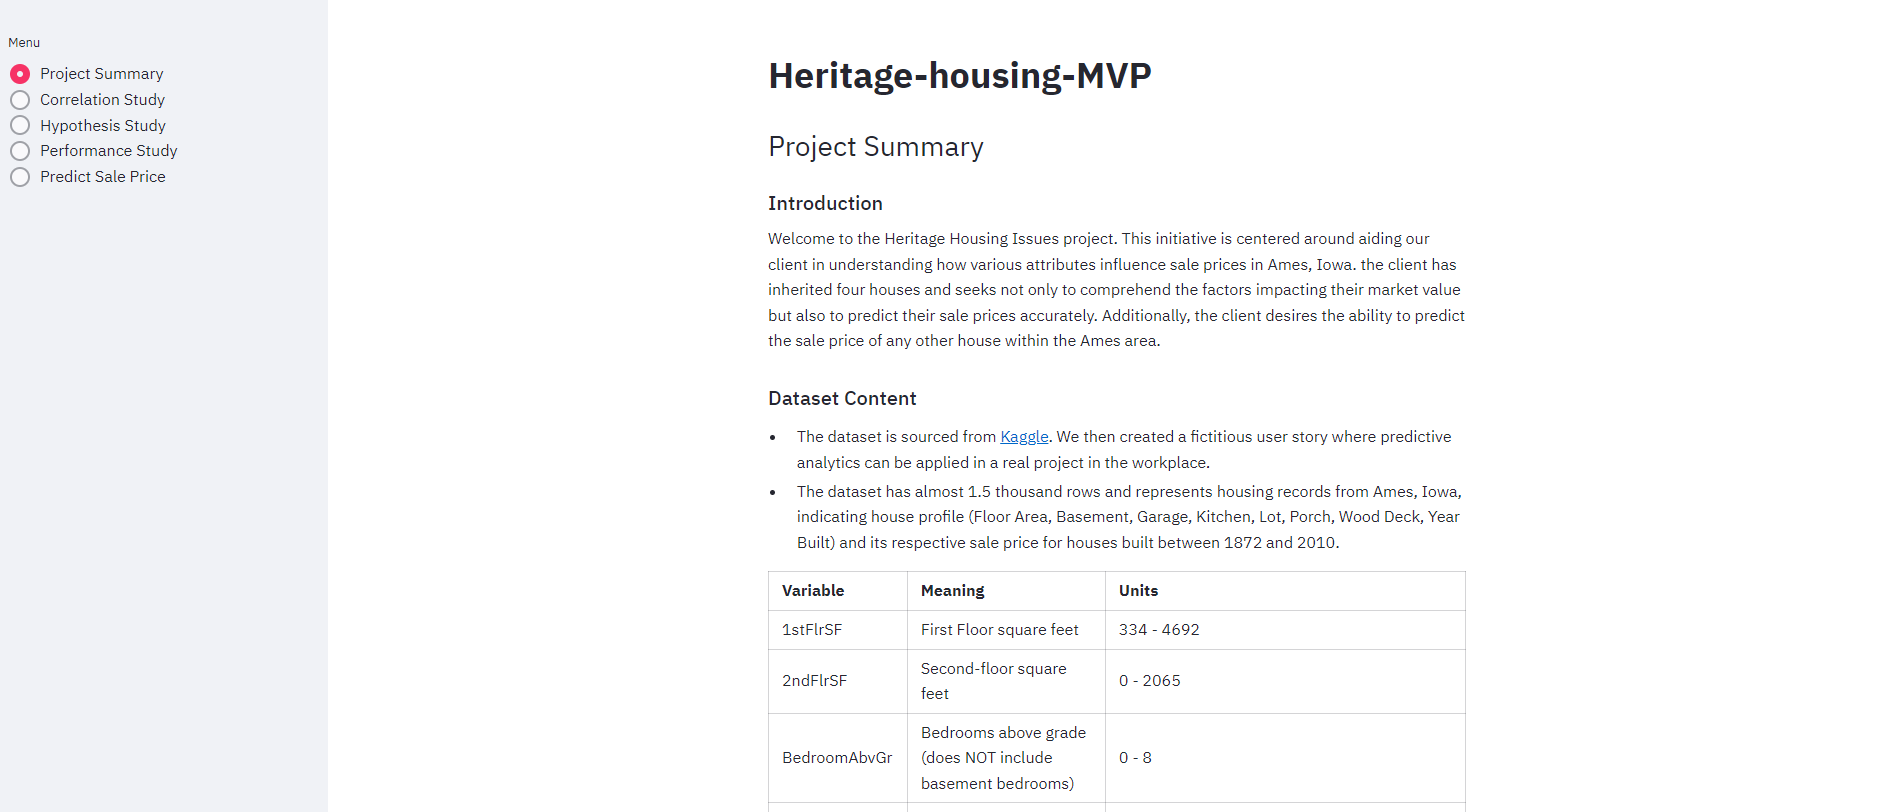 Menu
Project Summary
Correlation Study
Hypothesis Study
Performance Study
Predict Sale Price
Heritage-housing-MVP
Project Summary
Introduction
Welcome to the Heritage Housing Issues project. This initiative is centered around aiding our
client in understanding how various attributes influence sale prices in Ames, Iowa. the client has
inherited four houses and seeks not only to comprehend the factors impacting their market value
but also to predict their sale prices accurately. Additionally, the client desires the ability to predict
the sale price of any other house within the Ames area.
Dataset Content
The dataset is sourced from Kaggle. We then created a fictitious user story where predictive
analytics can be applied in a real project in the workplace.
The dataset has almost 1.5 thousand rows and represents housing records from Ames, Iowa,
indicating house profile (Floor Area, Basement, Garage, Kitchen, Lot, Porch, Wood Deck, Year
Built) and its respective sale price for houses built between 1872 and 2010.
Variable Meaning Units
1stFlrSF First Floor square feet 334 - 4692
2ndFlrSF Second-floor square
feet 0 - 2065
BedroomAbvGr Bedrooms above grade
(does NOT include
basement bedrooms) 0 - 8